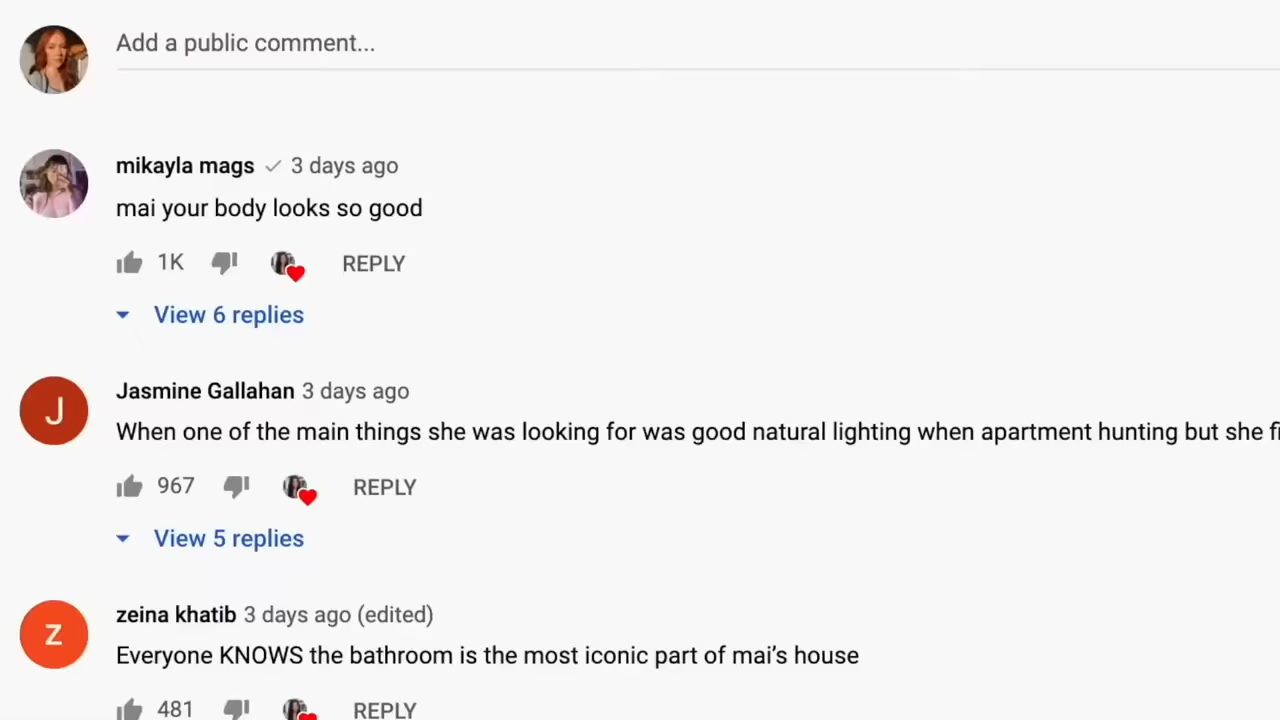 Add a public comment...
mikayla mags 3 days ago
mai your body looks so good
1K REPLY
View 6 replies
J
Jasmine Gallahan 3 days ago
When one of the main things she was looking for was good natural lighting when apartment hunting but she
967 REPLY
View 5 replies
z
zeina khatib 3 days ago (edited)
Everyone KNOWS the bathroom is the most iconic part of mai’s house
481 REPLY